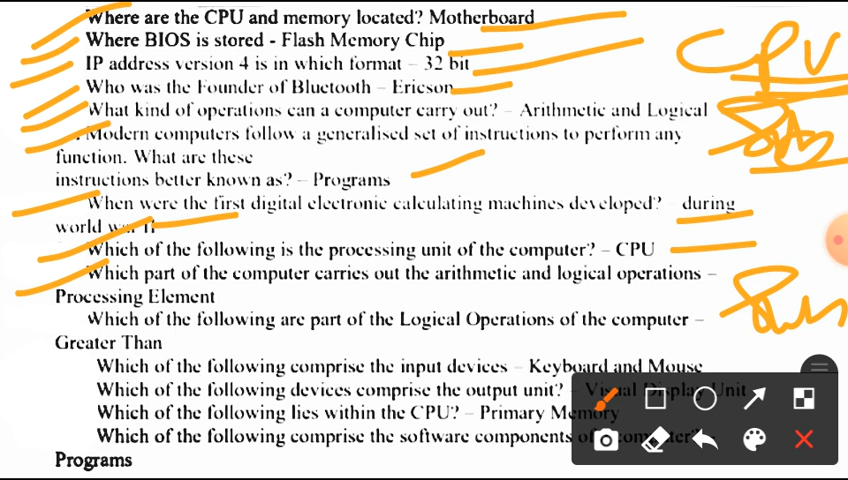 Where are the CPU and memory located? Motherboard
Where BIOS is stored - Flash Memory Chip
IP address version 4 is in which format – 32 bit
Who was the Founder of Bluetooth – Ericson
What kind of operations can a computer carry out? – Arithmetic and Logical
Modern computers follow a generalised set of instructions to perform any
function. What are these
instructions better known as? – Programs
When were the first digital electronic calculating machines developed? – during
world war II
Which of the following is the processing unit of the computer? – CPU
Which part of the computer carries out the arithmetic and logical operations –
Processing Element
Which of the following are part of the Logical Operations of the computer –
Greater Than
Which of the following comprise the input devices – Keyboard and Mouse
Which of the following devices comprise the output unit? – Visual Display Unit
Which of the following lies within the CPU? – Primary Memory
Which of the following comprise the software components of a computer?
Programs
CPU